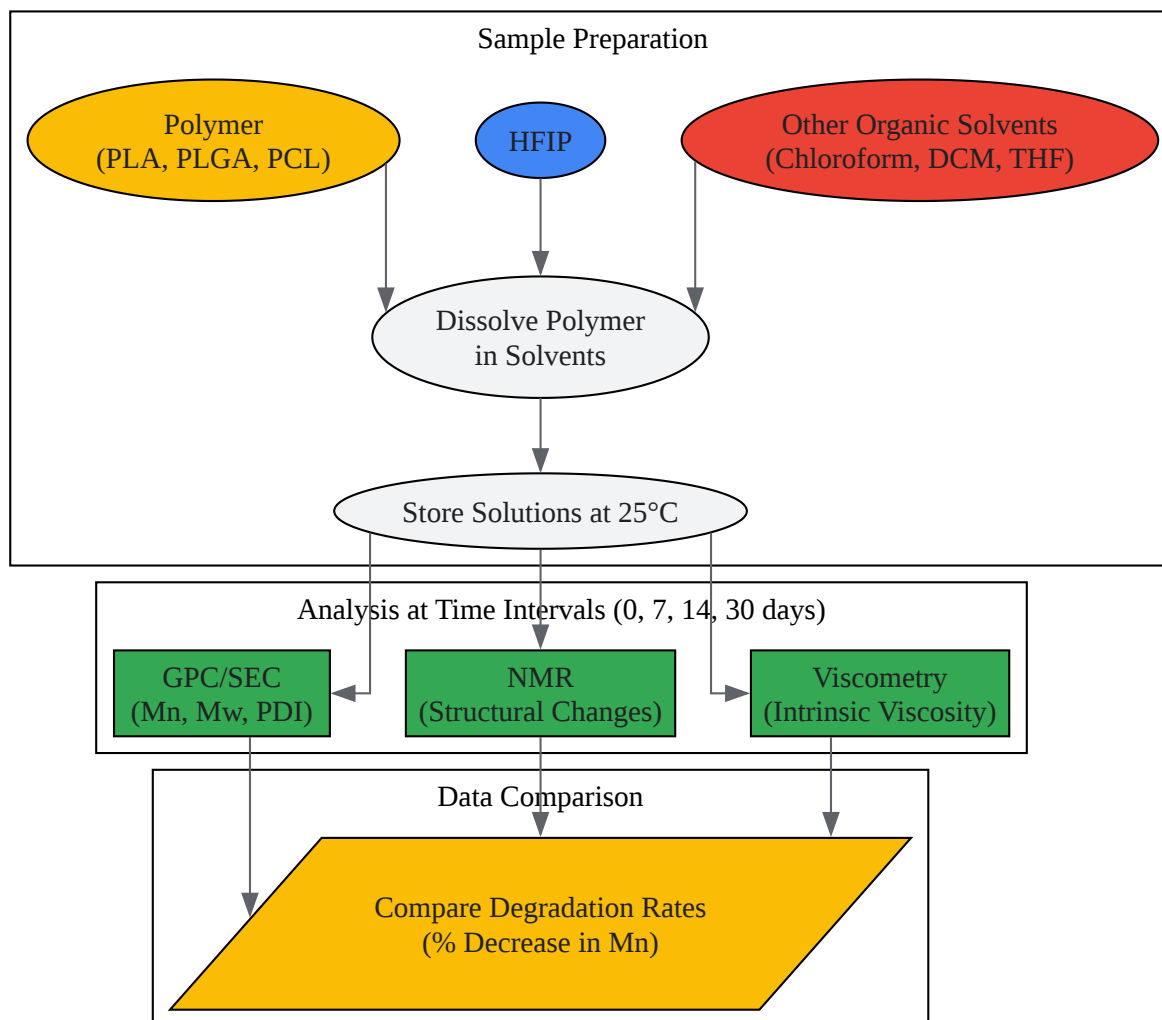 Sample Preparation
Polymer
(PLA, PLGA, PCL)
HFIP
Other Organic Solvents
(Chloroform, DCM, THF)
Dissolve Polymer
in Solvents
Store Solutions at 25°C
Analysis at Time Intervals (0, 7, 14, 30 days)
GPC/SEC
(Mn, Mw, PDI)
NMR
(Structural Changes)
Viscometry
(Intrinsic Viscosity)
Data Comparison
Compare Degradation Rates
(% Decrease in Mn)